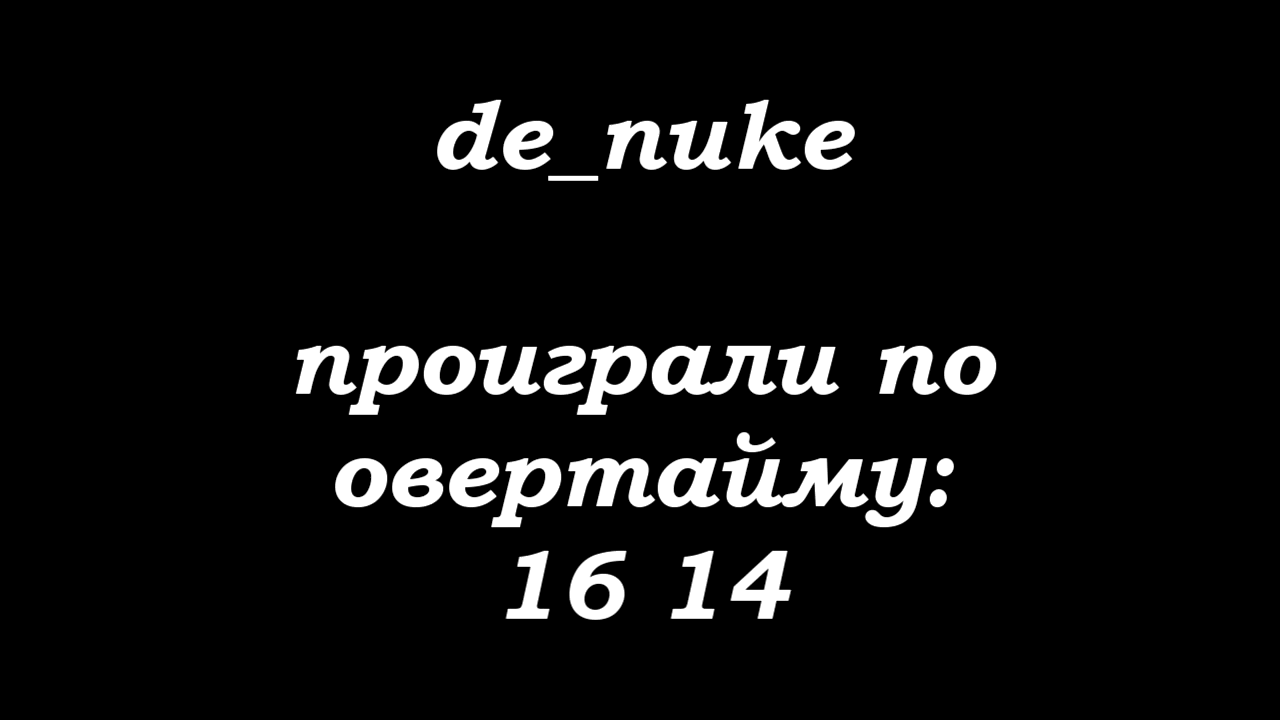 de_nuke
проиграли по
овертайму:
16 14